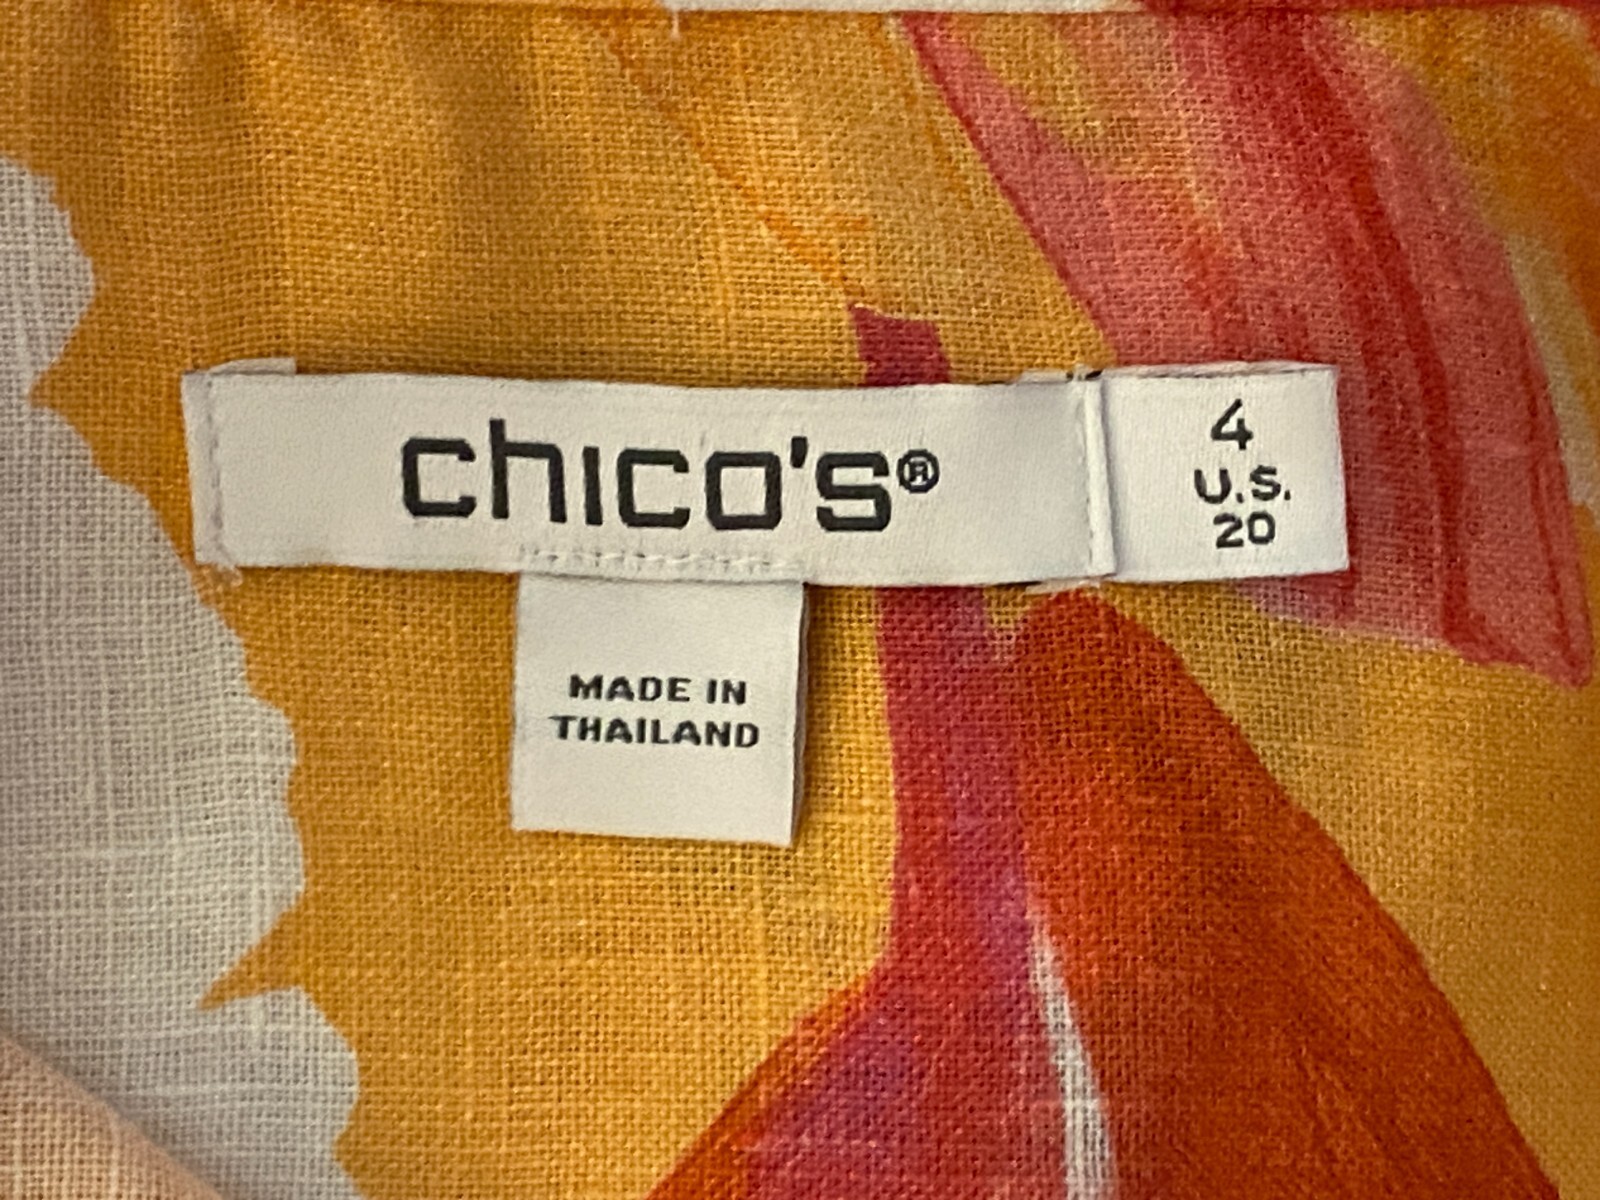 chico's®
4
U.S.
20
MADE IN
THAILAND